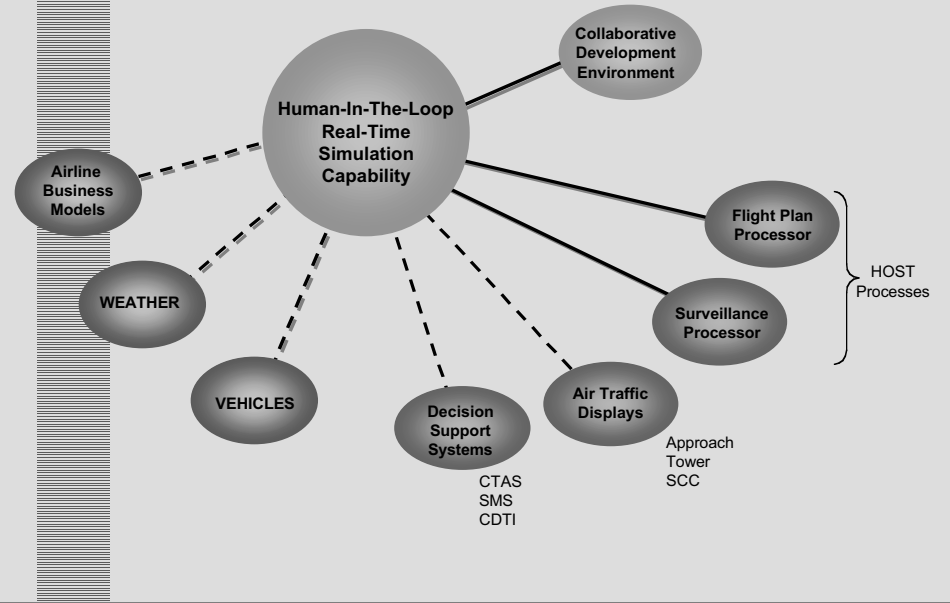 Collaborative
Development
Environment
Human-In-The-Loop
Real-Time
Simulation
Capability
Airline
Business
Models
Flight Plan
Processor
HOST
Processes
WEATHER
Surveillance
Processor
VEHICLES
Decision
Support
Systems
Air Traffic
Displays
CTAS
SMS
CDTI
Approach
Tower
SCC